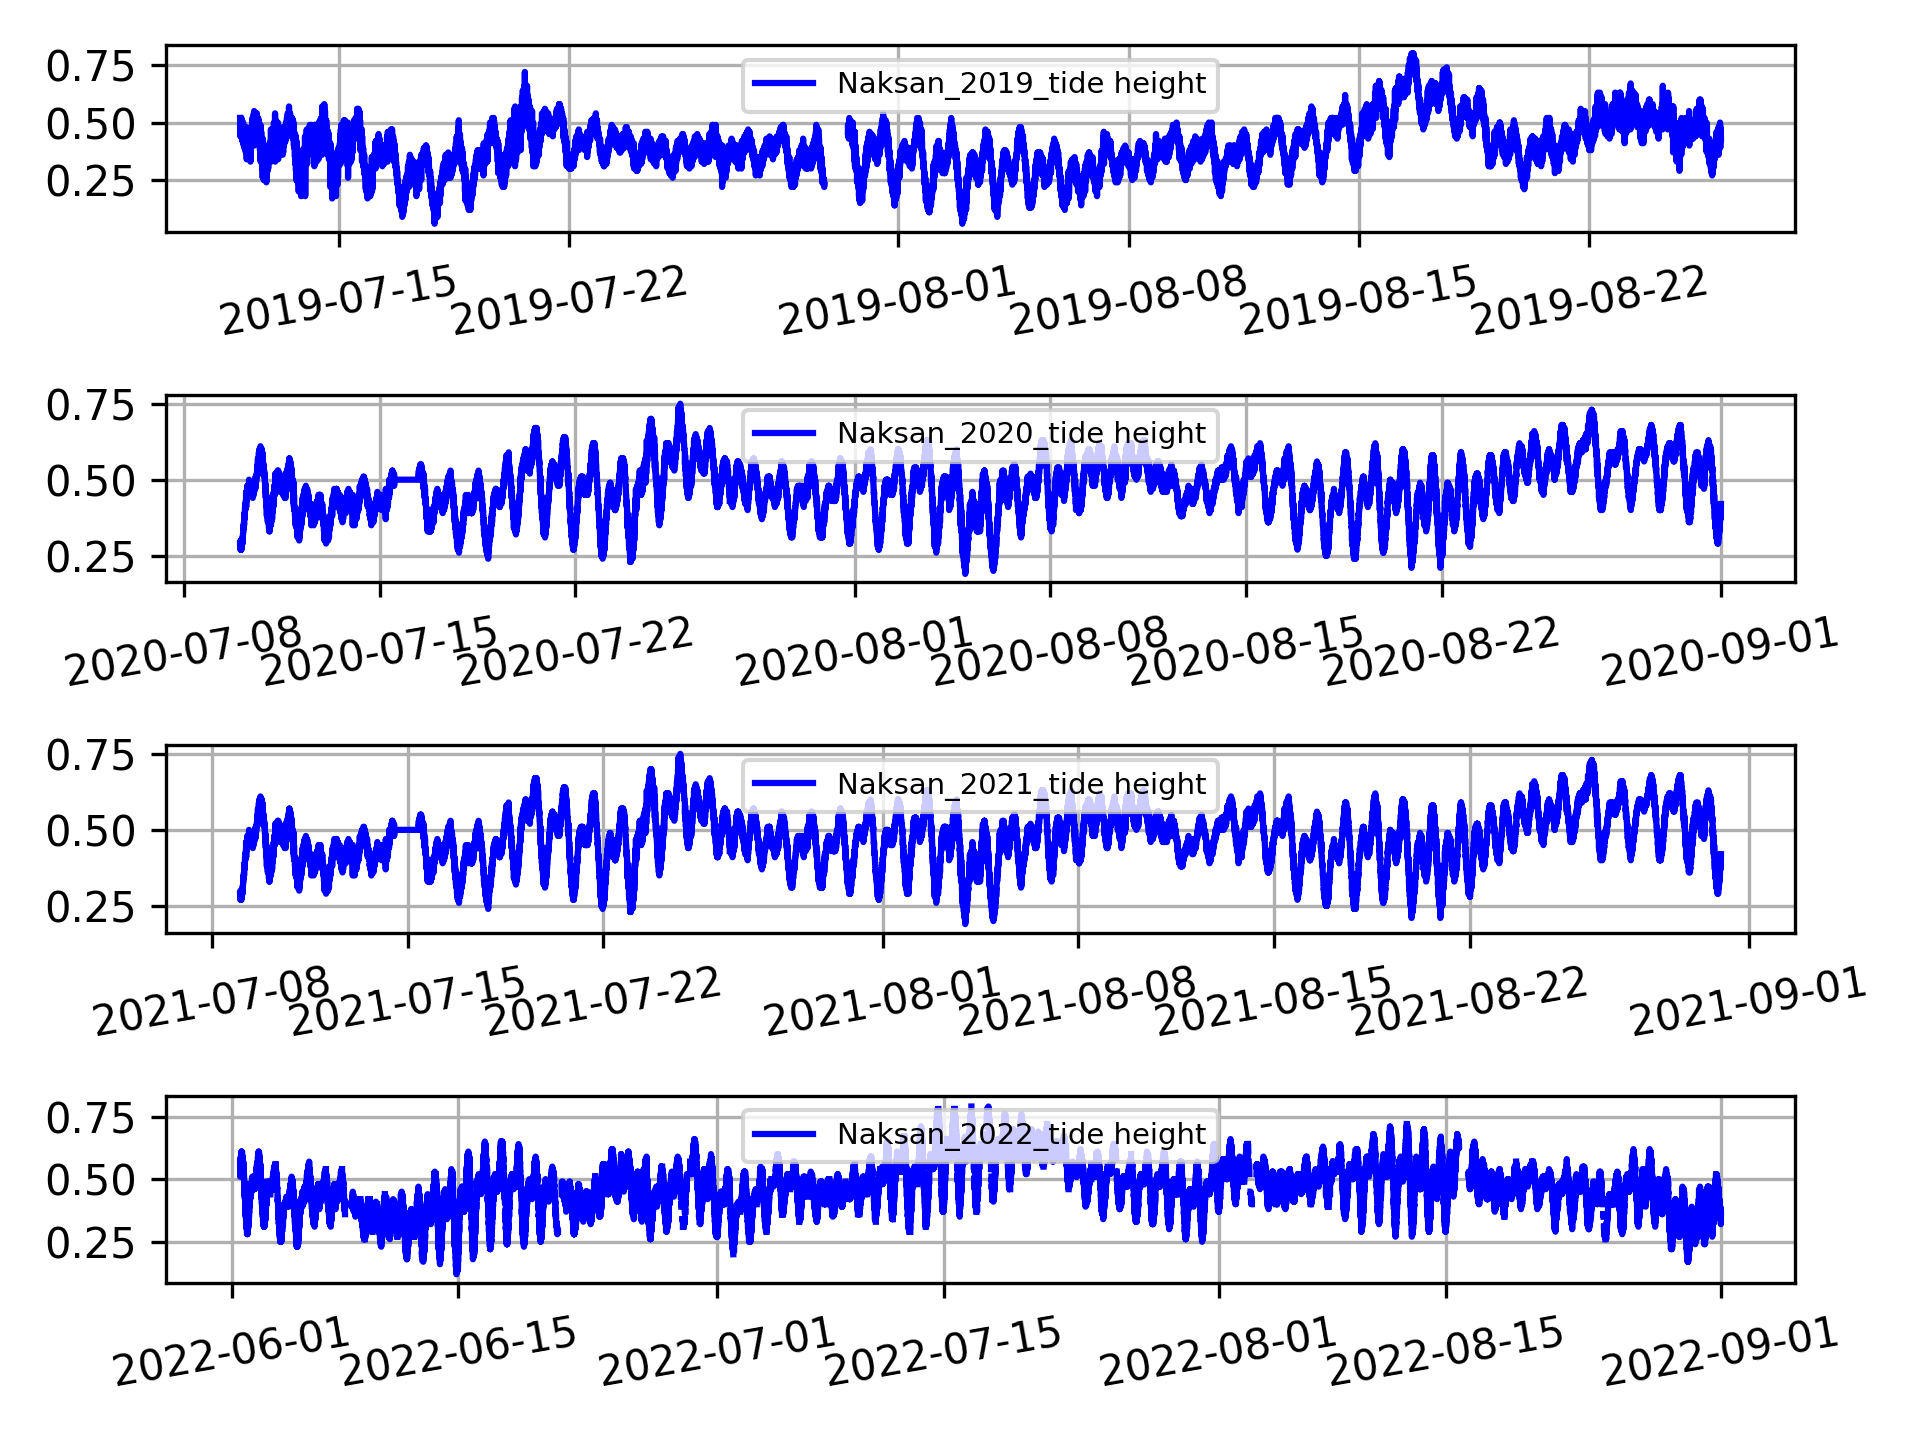 0.75
0.50
0.25
Naksan_2019_tide height
2019-07-15 2019-07-22 2019-08-01 2019-08-08 2019-08-15 2019-08-22
0.75
0.50
0.25
Naksan_2020_tide height
2020-07-08 2020-07-15 2020-07-22 2020-08-01 2020-08-08 2020-08-15 2020-08-22 2020-09-01
0.75
0.50
0.25
Naksan_2021_tide height
2021-07-08 2021-07-15 2021-07-22 2021-08-01 2021-08-08 2021-08-15 2021-08-22 2021-09-01
0.75
0.50
0.25
Naksan_2022_tide height
2022-06-01 2022-06-15 2022-07-01 2022-07-15 2022-08-01 2022-08-15 2022-09-01